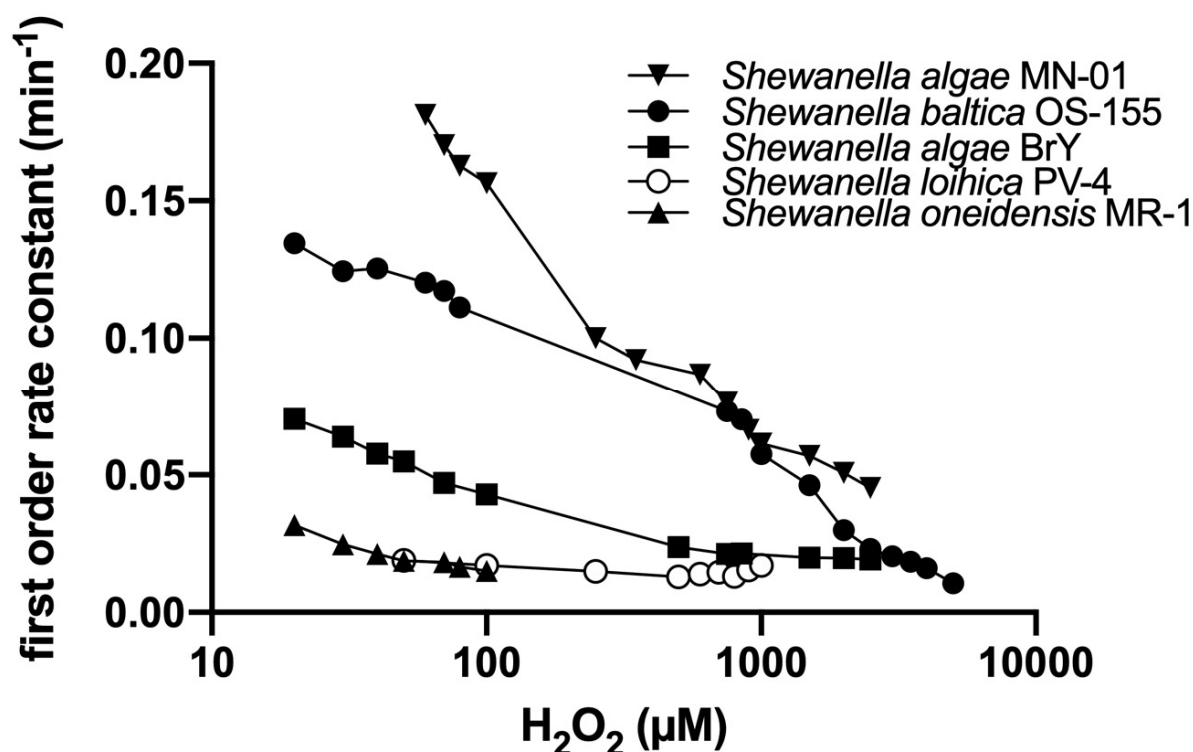 first order rate constant (min⁻¹)
0.20
0.15
0.10
0.05
0.00
10
100
1000
10000
H₂O₂ (µM)
Shewanella algae MN-01
Shewanella baltica OS-155
Shewanella algae BrY
Shewanella loihica PV-4
Shewanella oneidensis MR-1